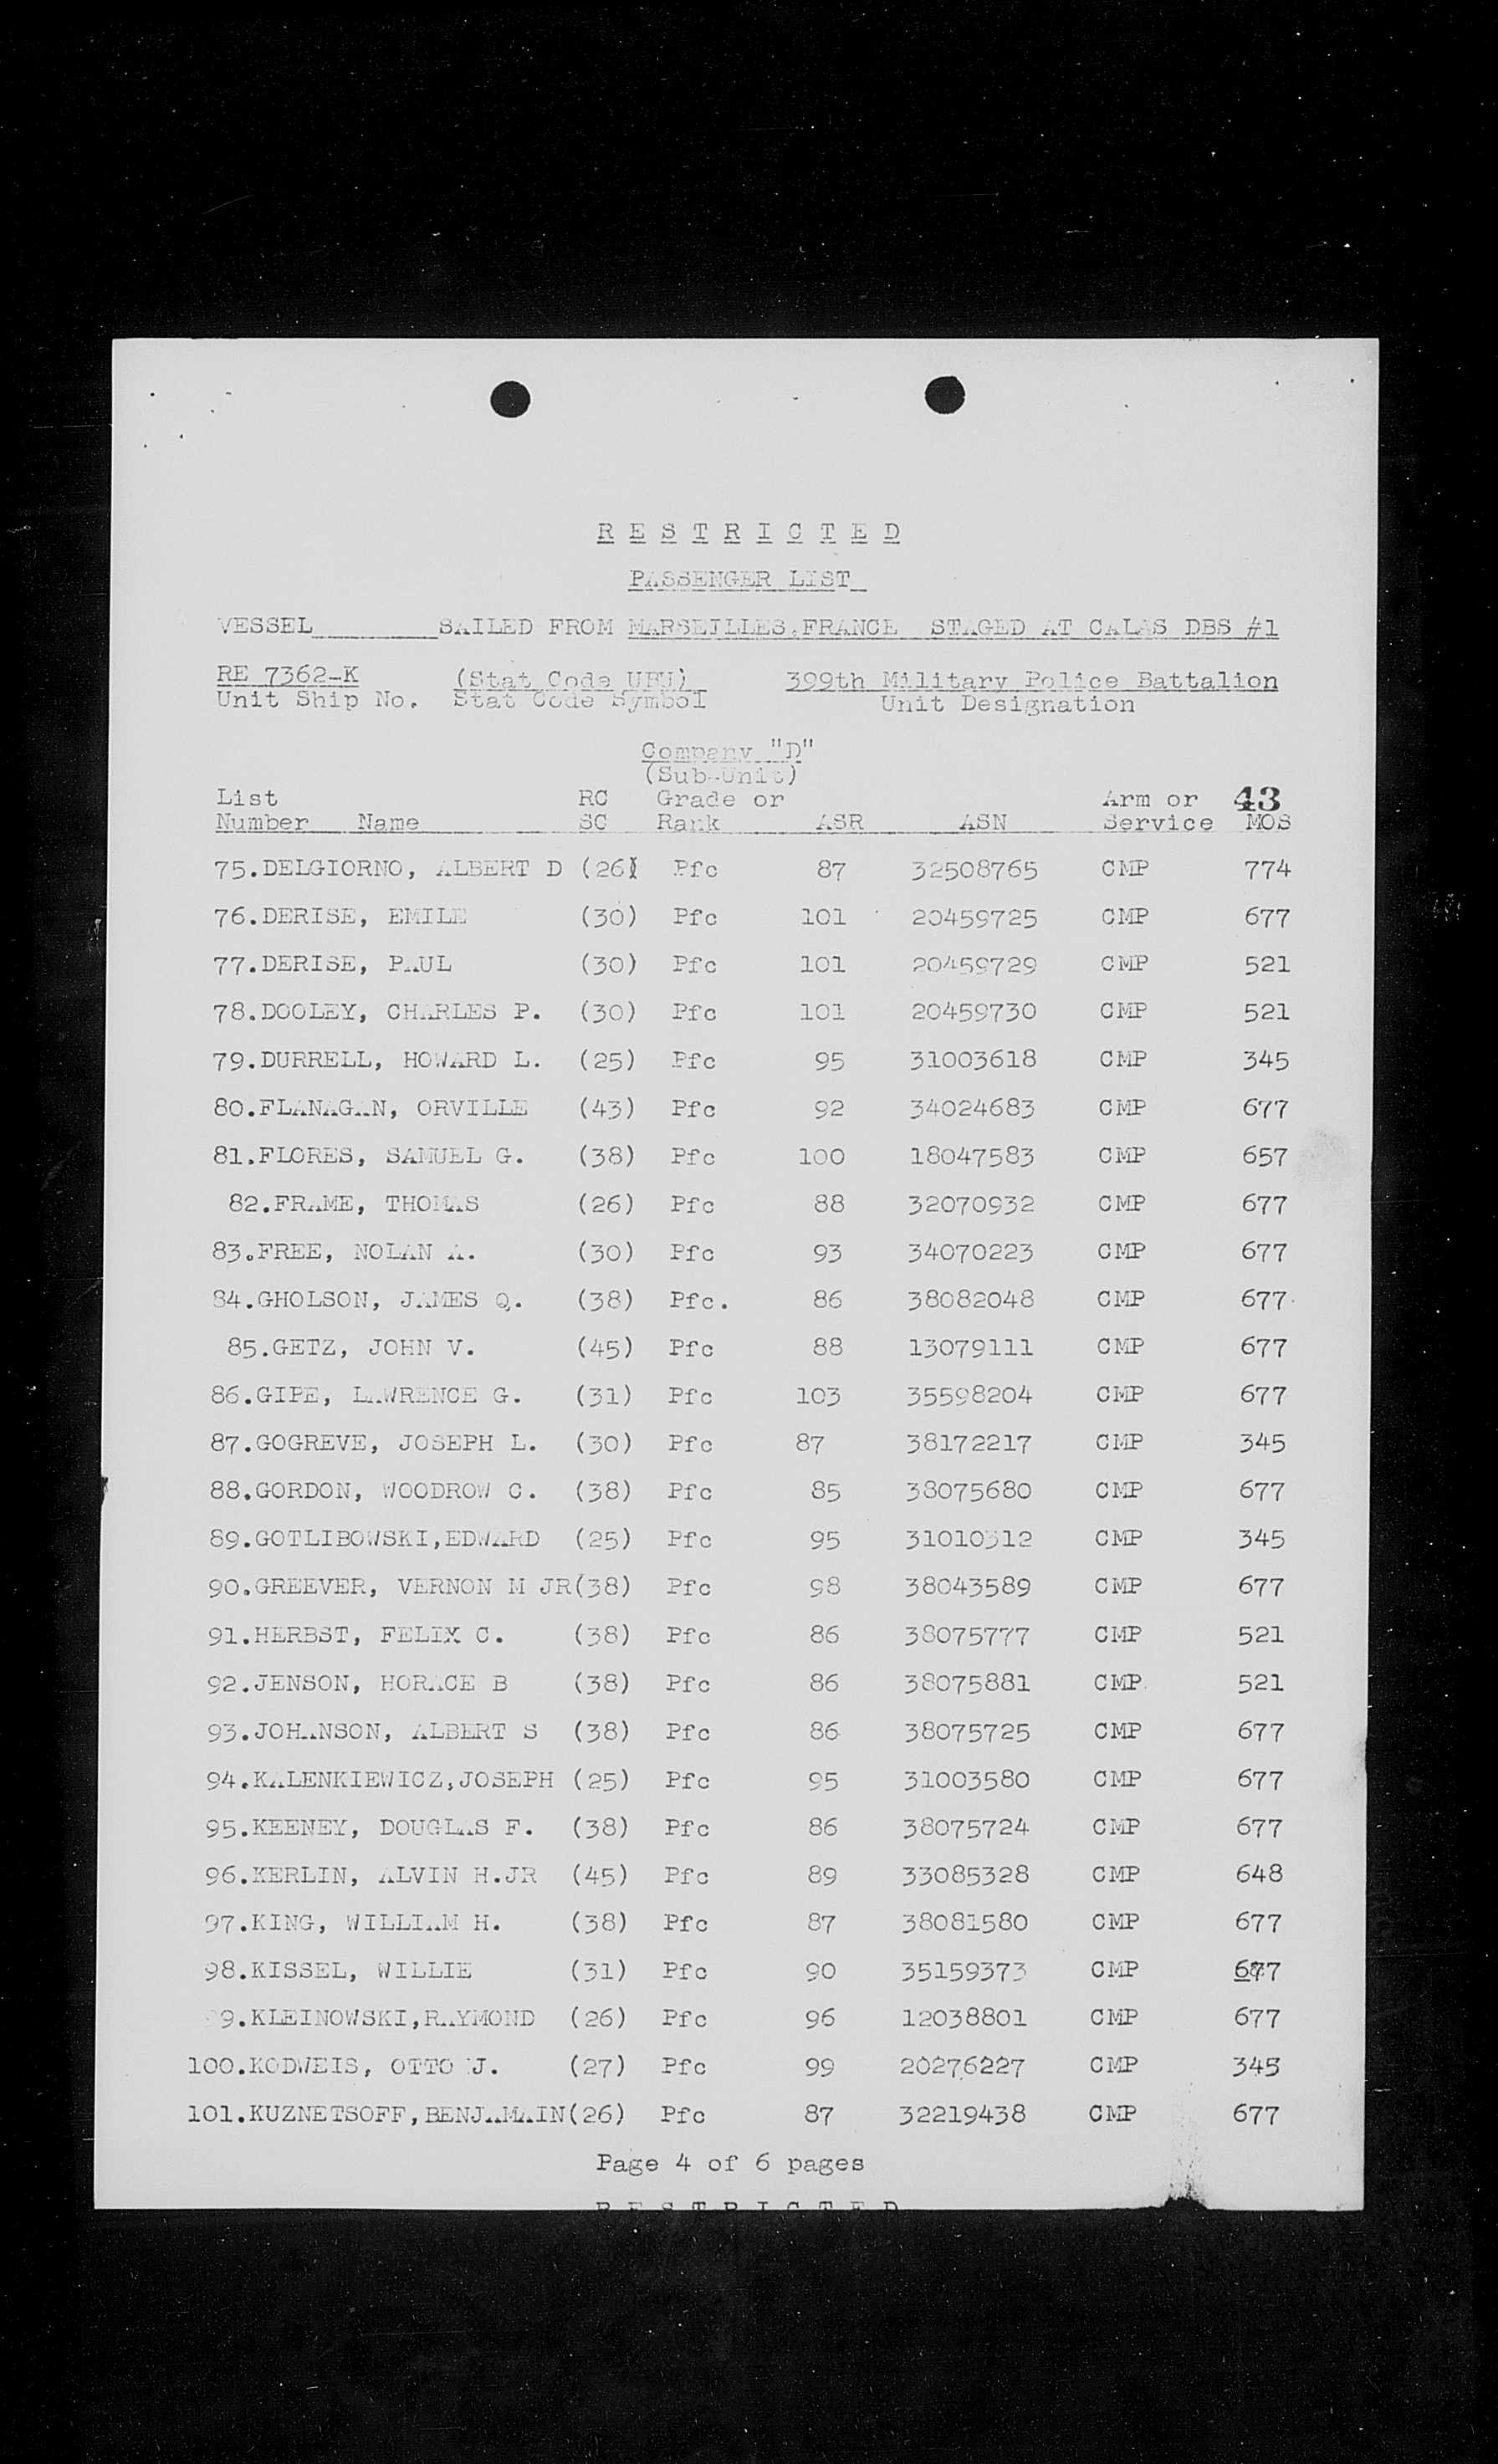 R E S T R I C T E D
PASSENGER LIST
VESSEL________SAILED FROM MARSEILLES,FRANCE STAGED AT CALAS DBS #1
RE 7362-K (Stat Code UFU) 399th Military Police Battalion
Unit Ship No. Stat Code Symbol Unit Designation
Company "D"
(Sub-Unit)
List RC Grade or Arm or 43
Number Name SC Rank ASR ASN Service MOS
75.DELGIORNO, ALBERT D (26) Pfc 87 32508765 CMP 774
76.DERISE, EMILE (30) Pfc 101 20459725 CMP 677
77.DERISE, PAUL (30) Pfc 101 20459729 CMP 521
78.DOOLEY, CHARLES P. (30) Pfc 101 20459730 CMP 521
79.DURRELL, HOWARD L. (25) Pfc 95 31003618 CMP 345
80.FLANAGAN, ORVILLE (43) Pfc 92 34024683 CMP 677
81.FLORES, SAMUEL G. (38) Pfc 100 18047583 CMP 657
82.FRAME, THOMAS (26) Pfc 88 32070932 CMP 677
83.FREE, NOLAN A. (30) Pfc 93 34070223 CMP 677
84.GHOLSON, JAMES Q. (38) Pfc. 86 38082048 CMP 677
85.GETZ, JOHN V. (45) Pfc 88 13079111 CMP 677
86.GIPE, LAWRENCE G. (31) Pfc 103 35598204 CMP 677
87.GOGREVE, JOSEPH L. (30) Pfc 87 38172217 CMP 345
88.GORDON, WOODROW C. (38) Pfc 85 38075680 CMP 677
89.GOTLIBOWSKI,EDWARD (25) Pfc 95 31010312 CMP 345
90.GREEVER, VERNON M JR(38) Pfc 98 38043589 CMP 677
91.HERBST, FELIX C. (38) Pfc 86 38075777 CMP 521
92.JENSON, HORACE B (38) Pfc 86 38075881 CMP 521
93.JOHANSON, ALBERT S (38) Pfc 86 38075725 CMP 677
94.KALENKIEWICZ,JOSEPH (25) Pfc 95 31003580 CMP 677
95.KEENEY, DOUGLAS F. (38) Pfc 86 38075724 CMP 677
96.KERLIN, ALVIN H.JR (45) Pfc 89 33085328 CMP 648
97.KING, WILLIAM H. (38) Pfc 87 38081580 CMP 677
98.KISSEL, WILLIE (31) Pfc 90 35159373 CMP 677
99.KLEINOWSKI,RAYMOND (26) Pfc 96 12038801 CMP 677
100.KODWEIS, OTTO J. (27) Pfc 99 20276227 CMP 345
101.KUZNETSOFF,BENJAMAIN(26) Pfc 87 32219438 CMP 677
Page 4 of 6 pages
R E S T R I C T E D